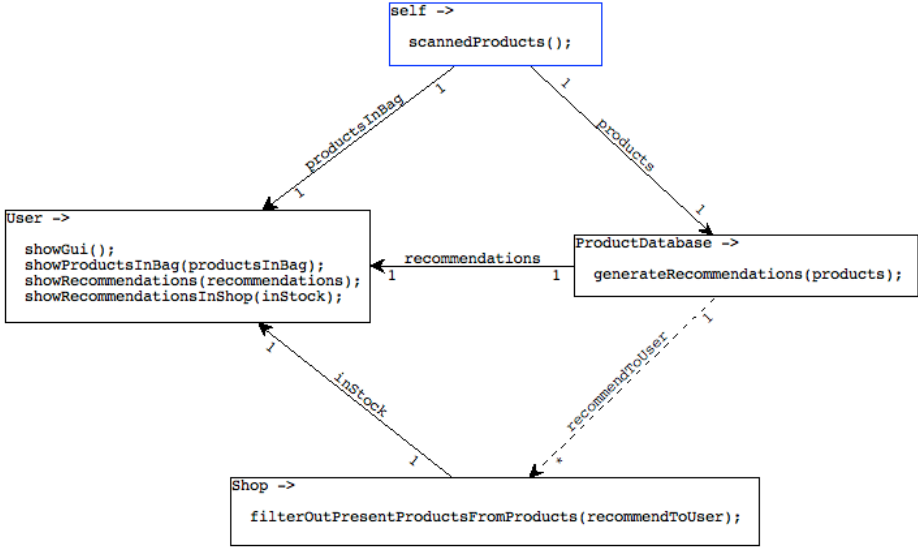 self ->
scannedProducts();
1
1
productsInBag
products
1
1
User ->
showGui();
showProductsInBag(productsInBag);
showRecommendations(recommendations);
showRecommendationsInShop(inStock);
recommendations
1
1
ProductDatabase ->
generateRecommendations(products);
1
1
recommendToUser
inStock
1
*
Shop ->
filterOutPresentProductsFromProducts(recommendToUser);